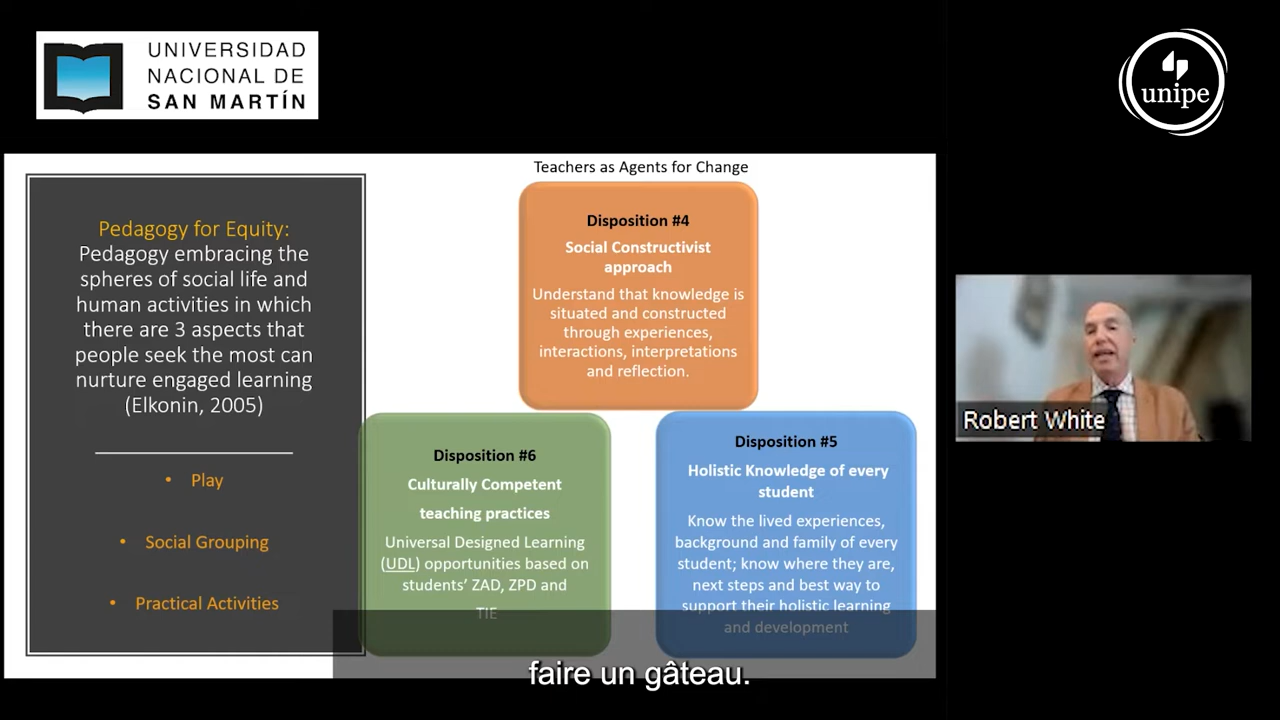 UNIVERSIDAD
NACIONAL DE
SAN MARTÍN
unipe
Teachers as Agents for Change
Pedagogy for Equity:
Pedagogy embracing the
spheres of social life and
human activities in which
there are 3 aspects that
people seek the most can
nurture engaged learning
(Elkonin, 2005)
• Play
• Social Grouping
• Practical Activities
Disposition #4
Social Constructivist
approach
Understand that knowledge is
situated and constructed
through experiences,
interactions, interpretations
and reflection.
Disposition #6
Culturally Competent
teaching practices
Universal Designed Learning
(UDL) opportunities based on
students' ZAD, ZPD and
TIE
Disposition #5
Holistic Knowledge of every
student
Know the lived experiences,
background and family of every
student; know where they are,
next steps and best way to
support their holistic learning
and development
Robert White
faire un gâteau.